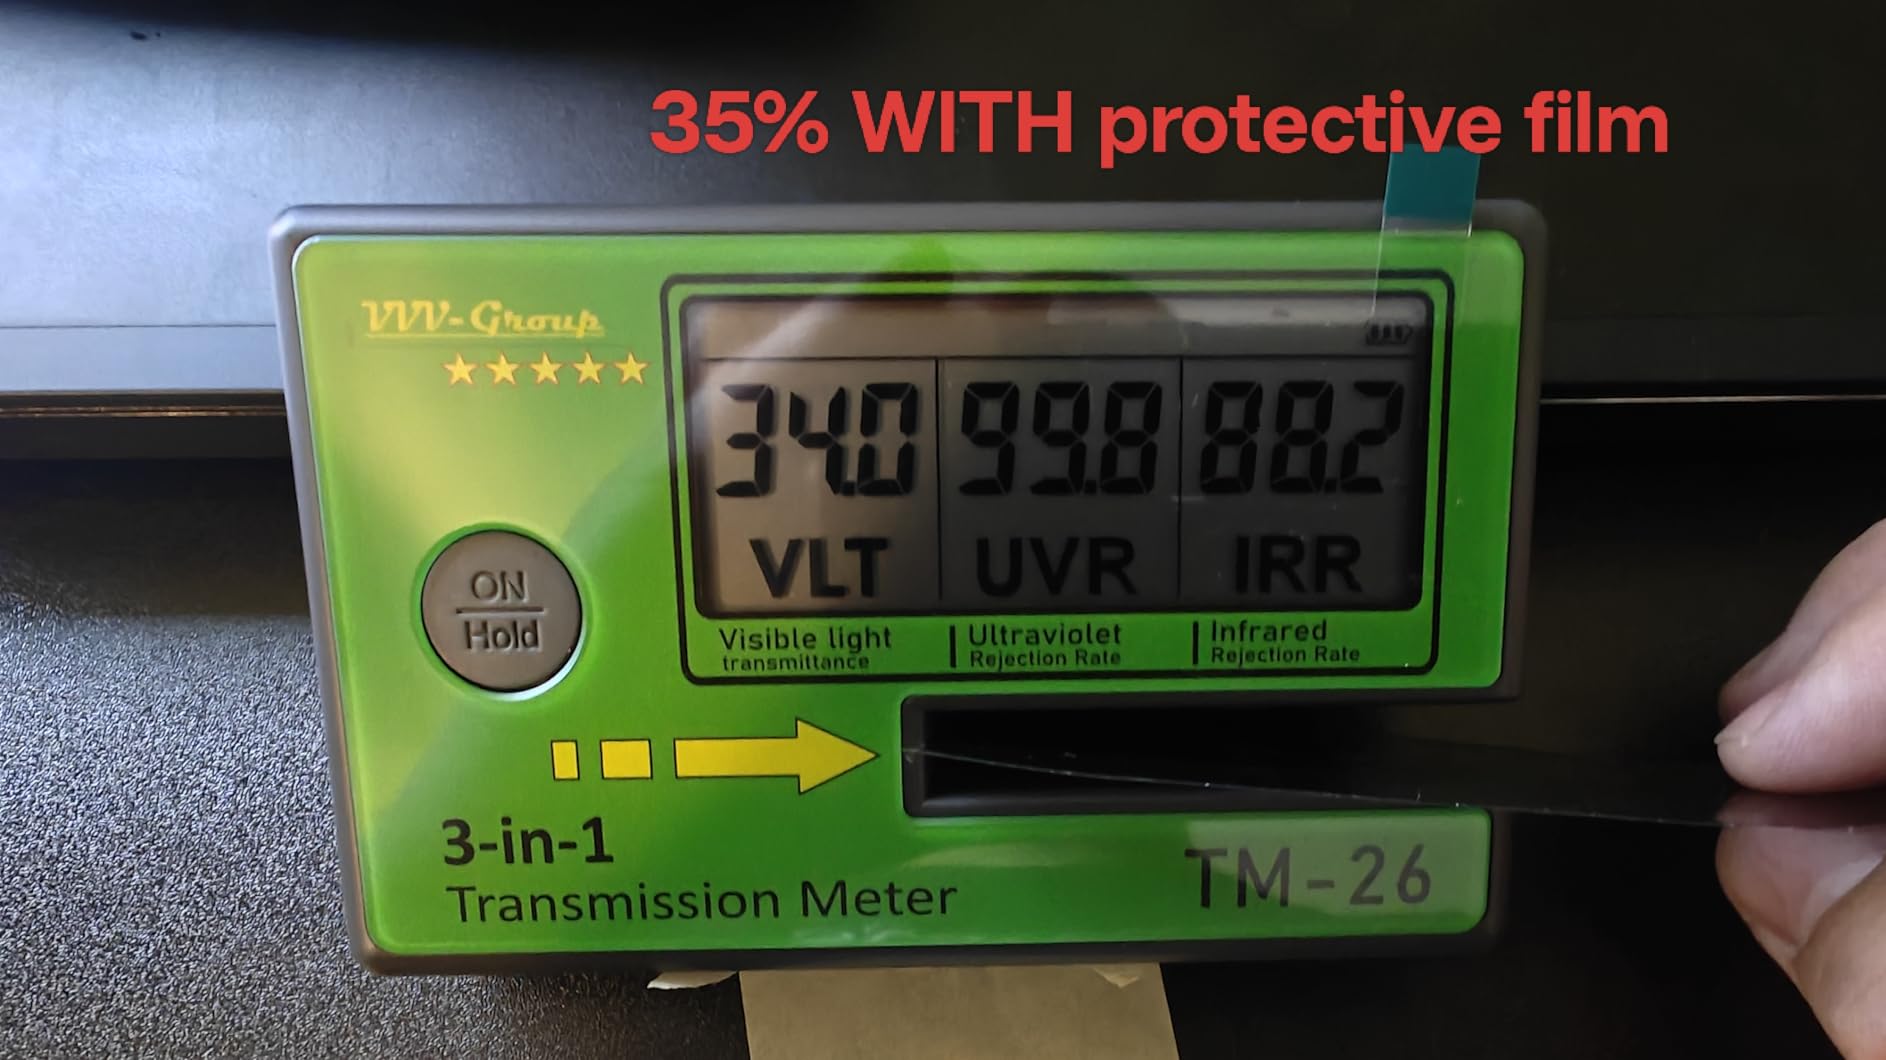 35% WITH protective film
VVV-Group
34.0 99.8 88.2
VLT UVR IRR
Visible light
transmittance
Ultraviolet
Rejection Rate
Infrared
Rejection Rate
ON
Hold
3-in-1
Transmission Meter
TM-26